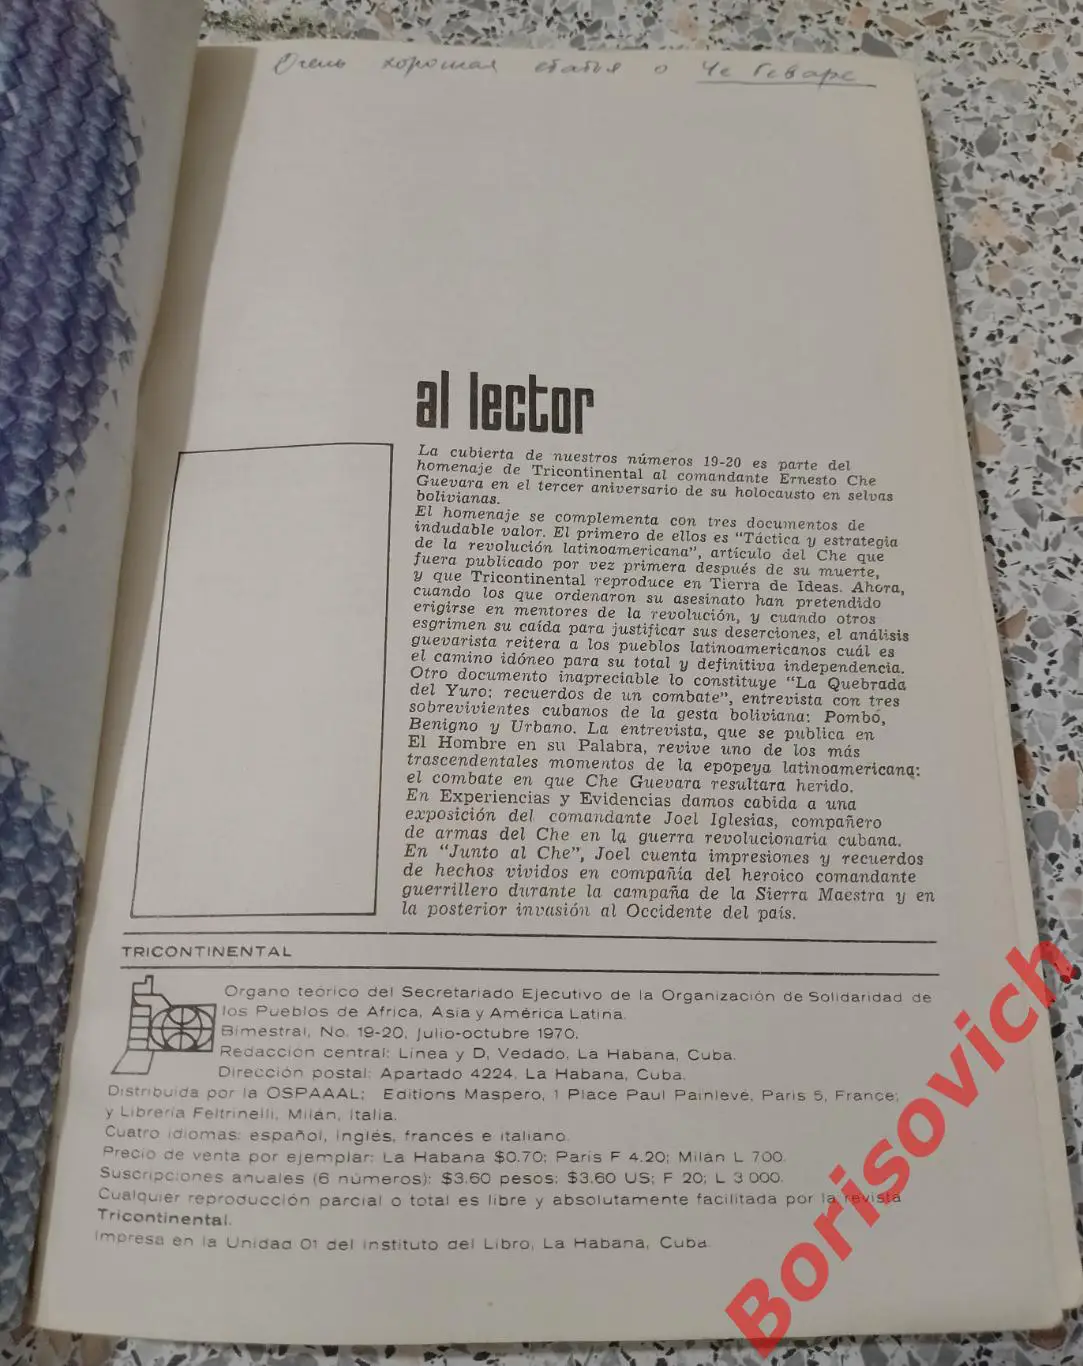 Очень хорошая статья о Че Геваре
al lector
La cubierta de nuestros números 19-20 es parte del
homenaje de Tricontinental al comandante Ernesto Che
Guevara en el tercer aniversario de su holocausto en selvas
bolivianas.
El homenaje se complementa con tres documentos de
indudable valor. El primero de ellos es "Táctica y estrategia
de la revolución latinoamericana", artículo del Che que
fuera publicado por vez primera después de su muerte,
y que Tricontinental reproduce en Tierra de Ideas. Ahora,
cuando los que ordenaron su asesinato han pretendido
erigirse en mentores de la revolución, y cuando otros
esgrimen su caída para justificar sus deserciones, el análisis
guevarista reitera a los pueblos latinoamericanos cuál es
el camino idóneo para su total y definitiva independencia.
Otro documento inapreciable lo constituye "La Quebrada
del Yuro; recuerdos de un combate", entrevista con tres
sobrevivientes cubanos de la gesta boliviana: Pombo,
Benigno y Urbano. La entrevista, que se publica en
El Hombre en su Palabra, revive uno de los más
trascendentales momentos de la epopeya latinoamericana:
el combate en que Che Guevara resultara herido.
En Experiencias y Evidencias damos cabida a una
exposición del comandante Joel Iglesias, compañero
de armas del Che en la guerra revolucionaria cubana.
En "Junto al Che", Joel cuenta impresiones y recuerdos
de hechos vividos en compañía del heroico comandante
guerrillero durante la campaña de la Sierra Maestra y en
la posterior invasión al Occidente del país.
TRICONTINENTAL
Organo teórico del Secretariado Ejecutivo de la Organización de Solidaridad de
los Pueblos de Africa, Asia y América Latina.
Bimestral, No. 19-20, julio-octubre 1970.
Redacción central: Línea y D, Vedado, La Habana, Cuba.
Dirección postal: Apartado 4224, La Habana, Cuba.
Distribuida por la OSPAAAL; Editions Maspero, 1 Place Paul Painlevé, Paris 5, France;
y Librería Feltrinelli, Milán, Italia.
Cuatro idiomas: español, inglés, francés e italiano.
Precio de venta por ejemplar: La Habana $0.70; París F 4.20; Milán L 700.
Suscripciones anuales (6 números): $3.60 pesos; $3.60 US; F 20; L 3 000.
Cualquier reproducción parcial o total es libre y absolutamente facilitada por la revista
Tricontinental.
Impresa en la Unidad 01 del Instituto del Libro, La Habana, Cuba.
Borisovich